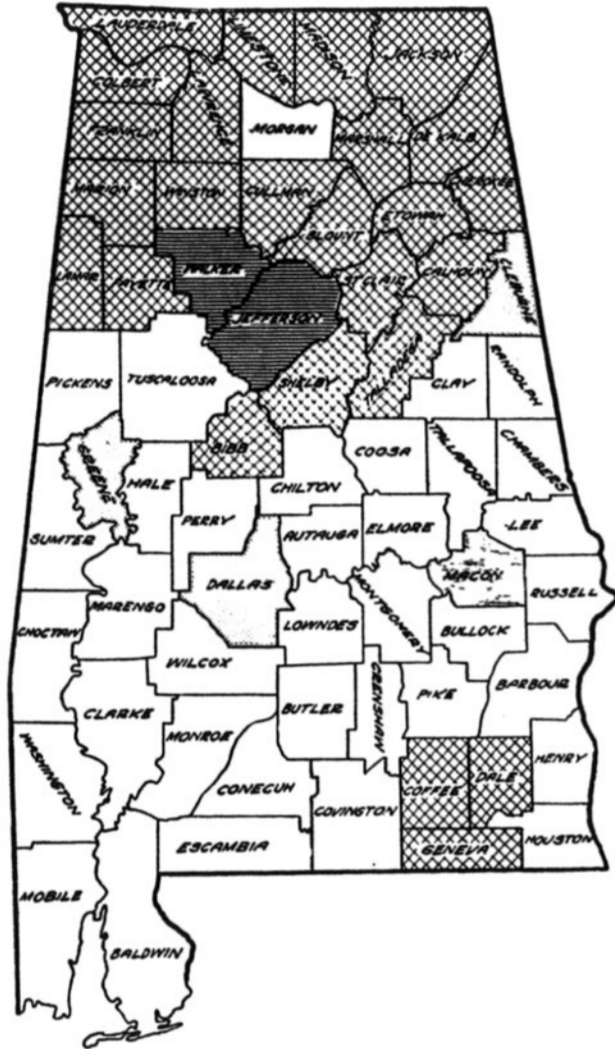 LAUDERDALE
LIMESTONE
MADISON
JACKSON
COLBERT
LAWRENCE
FRANKLIN
MORGAN
MARSHALL
DE KALB
CHEROKEE
MARION
WINSTON
CULLMAN
ETOWAH
BLOUNT
LAMAR
FAYETTE
WALKER
ST CLAIR
CALHOUN
CLEBURNE
JEFFERSON
PICKENS
TUSCALOOSA
SHELBY
TALLADEGA
CLAY
RANDOLPH
BIBB
GREENE
HALE
COOSA
TALLAPOOSA
CHAMBERS
CHILTON
PERRY
SUMTER
AUTAUGA
ELMORE
LEE
DALLAS
MACON
MONTGOMERY
RUSSELL
MARENGO
CHOCTAW
LOWNDES
BULLOCK
WILCOX
CRENSHAW
PIKE
BARBOUR
CLARKE
BUTLER
MONROE
WASHINGTON
CONECUH
COFFEE
DALE
HENRY
COVINGTON
ESCAMBIA
GENEVA
HOUSTON
MOBILE
BALDWIN